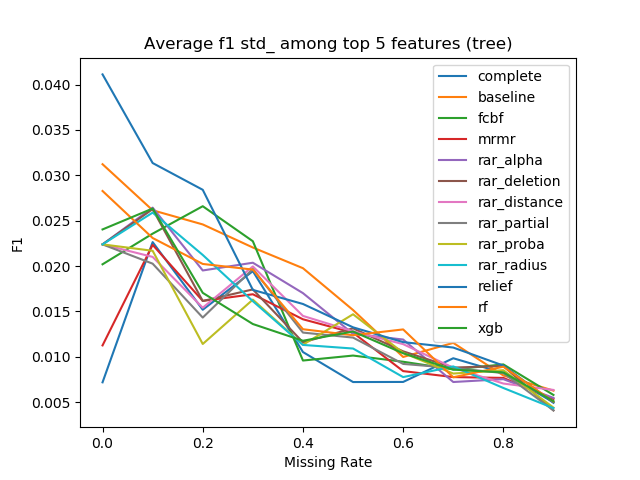 Average f1 std_ among top 5 features (tree)
0.040
0.035
0.030
0.025
0.020
0.015
0.010
0.005
F1
0.0 0.2 0.4 0.6 0.8
Missing Rate
complete
baseline
fcbf
mrmr
rar_alpha
rar_deletion
rar_distance
rar_partial
rar_proba
rar_radius
relief
rf
xgb